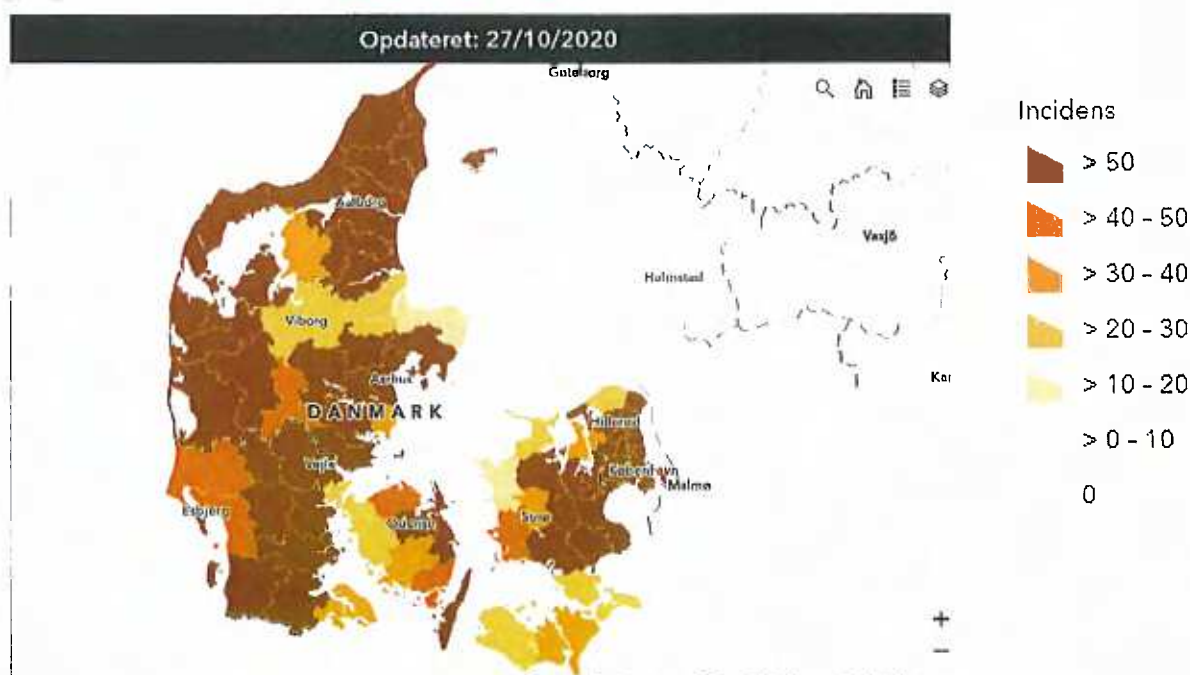 Opdateret: 27/10/2020
Göteborg
Aalborg
Växjö
Halmstad
Viborg
Aarhus
DANMARK
Hillerød
Vejle
København
Malmø
Esbjerg
Odense
Sorø
Kar
Incidens
> 50
> 40 - 50
> 30 - 40
> 20 - 30
> 10 - 20
> 0 - 10
0
+
−